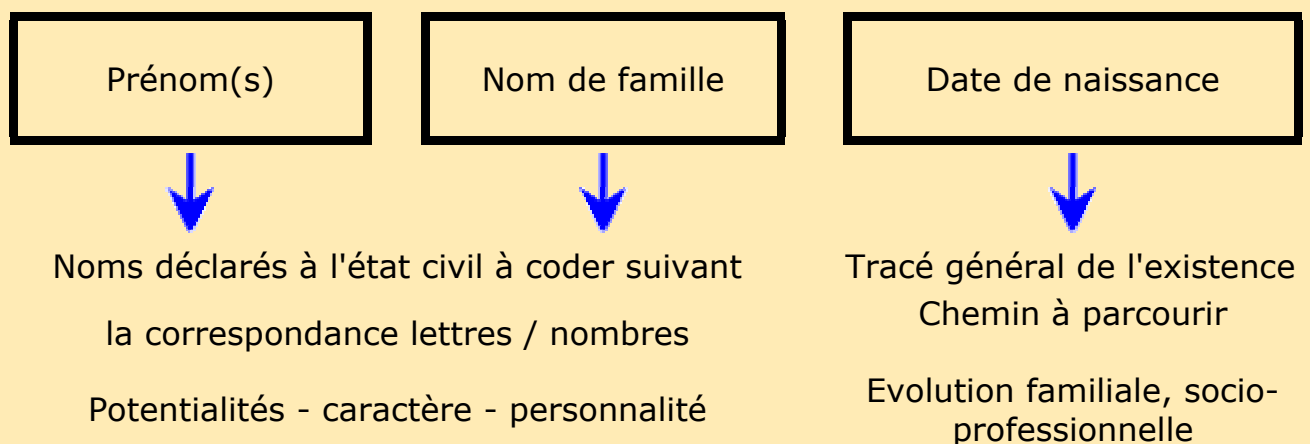 Prénom(s)
Nom de famille
Date de naissance
Noms déclarés à l'état civil à coder suivant
la correspondance lettres / nombres
Potentialités - caractère - personnalité
Tracé général de l'existence
Chemin à parcourir
Evolution familiale, socio-
professionnelle